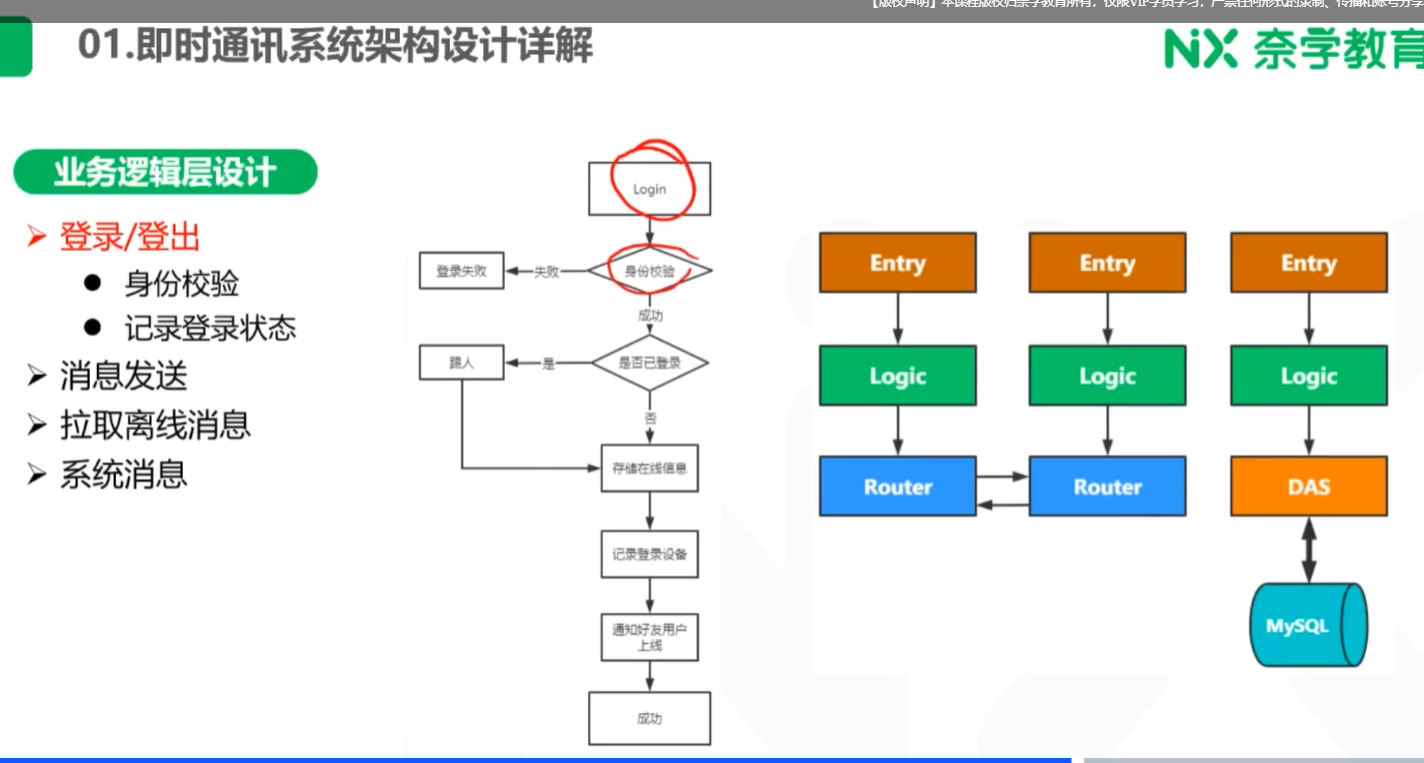 【版权声明】本课程版权归奈学教育所有，仅限VIP学员学习，严禁任何形式的录制、传播和账号分享
01.即时通讯系统架构设计详解
NX 奈学教育
业务逻辑层设计
登录/登出
身份校验
记录登录状态
消息发送
拉取离线消息
系统消息
Login
登录失败
失败
身份校验
成功
踢人
是
是否已登录
否
存储在线信息
记录登录设备
通知好友用户
上线
成功
Entry
Entry
Entry
Logic
Logic
Logic
Router
Router
DAS
MySQL